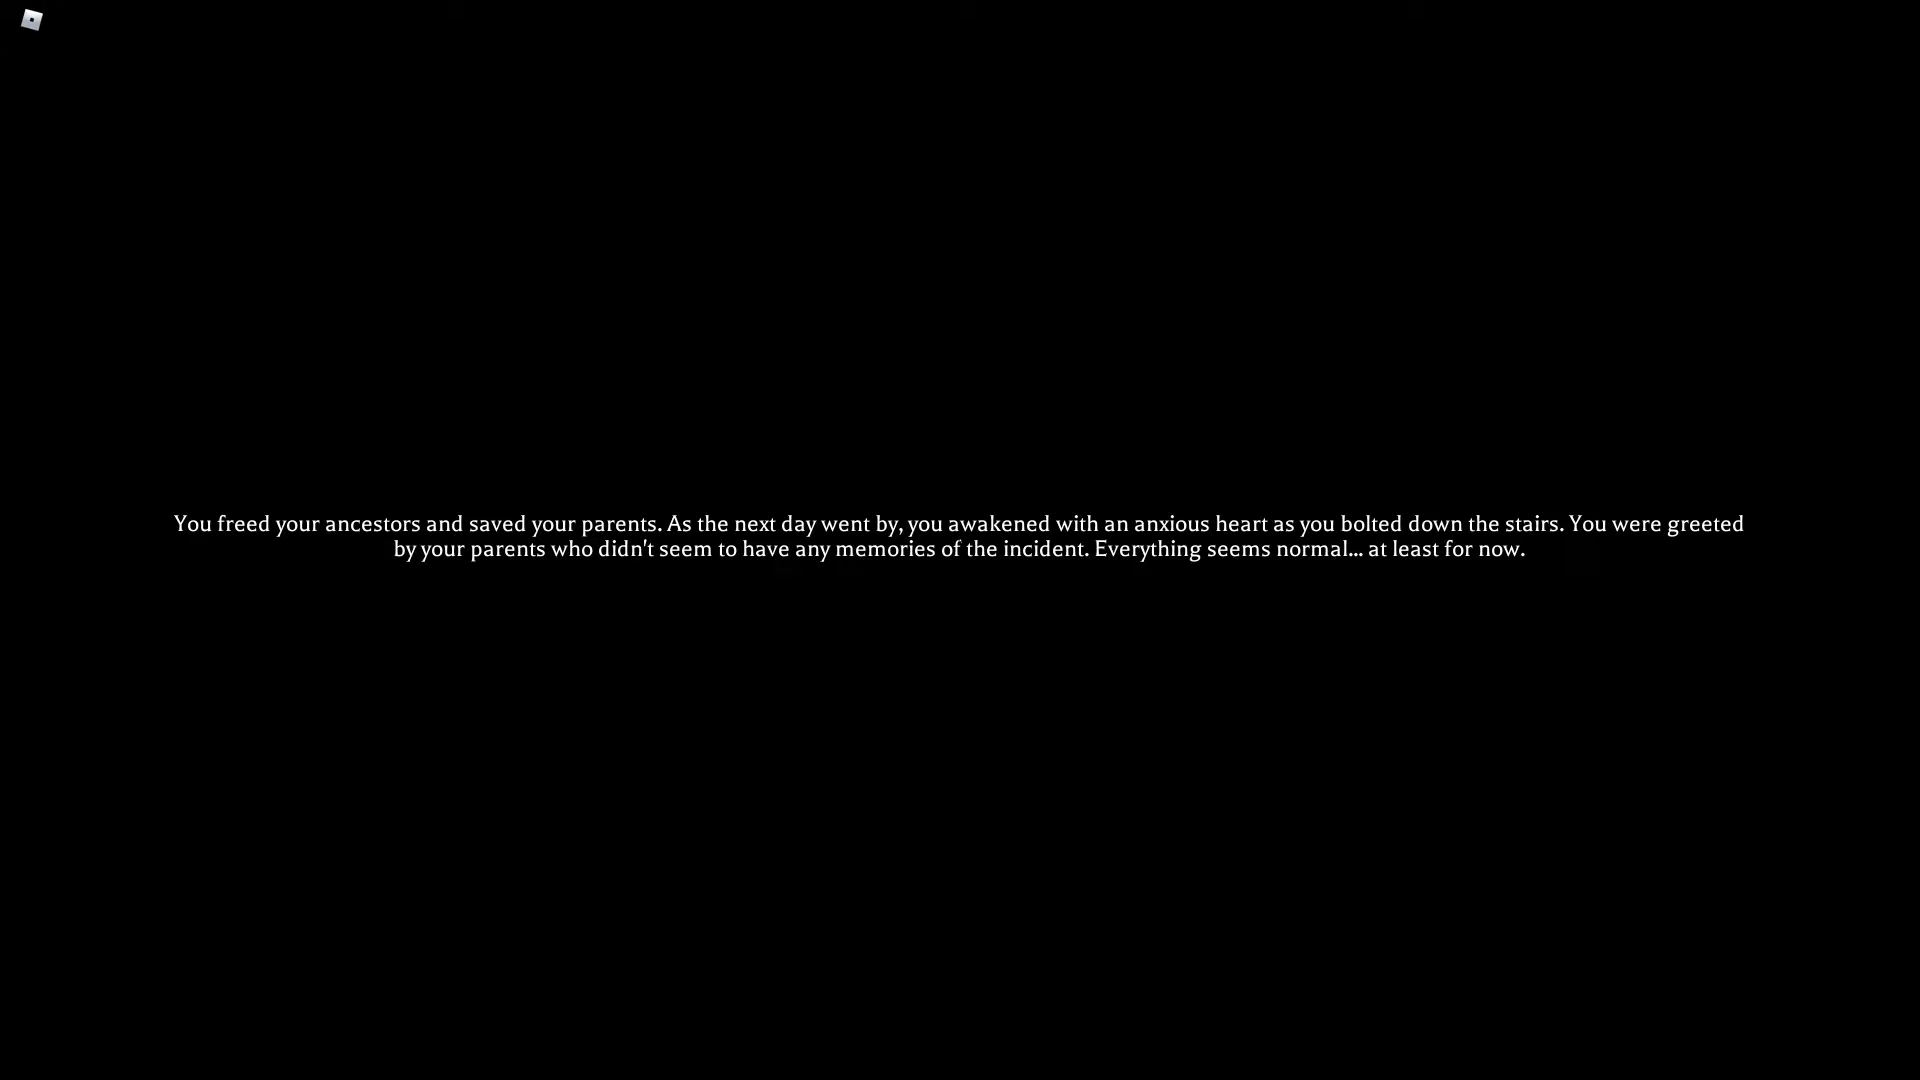 You freed your ancestors and saved your parents. As the next day went by, you awakened with an anxious heart as you bolted down the stairs. You were greeted
by your parents who didn't seem to have any memories of the incident. Everything seems normal... at least for now.